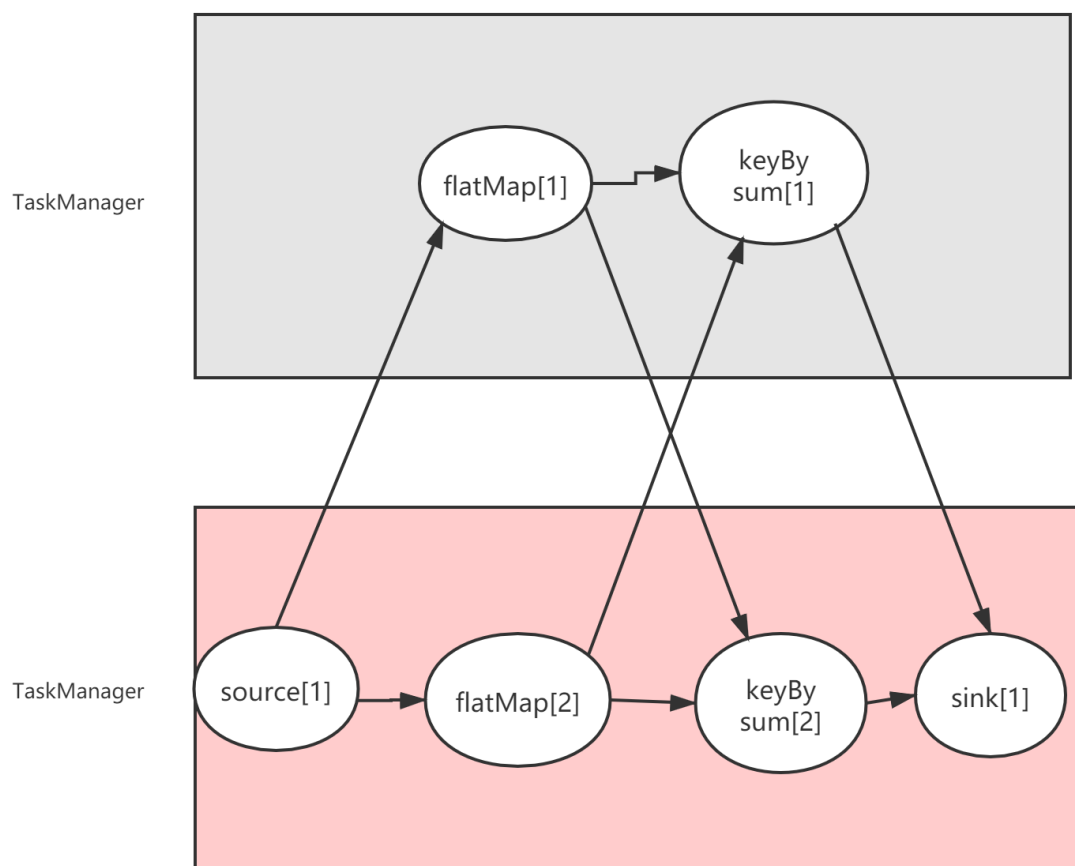 TaskManager
flatMap[1]
keyBy
sum[1]
TaskManager
source[1]
flatMap[2]
keyBy
sum[2]
sink[1]